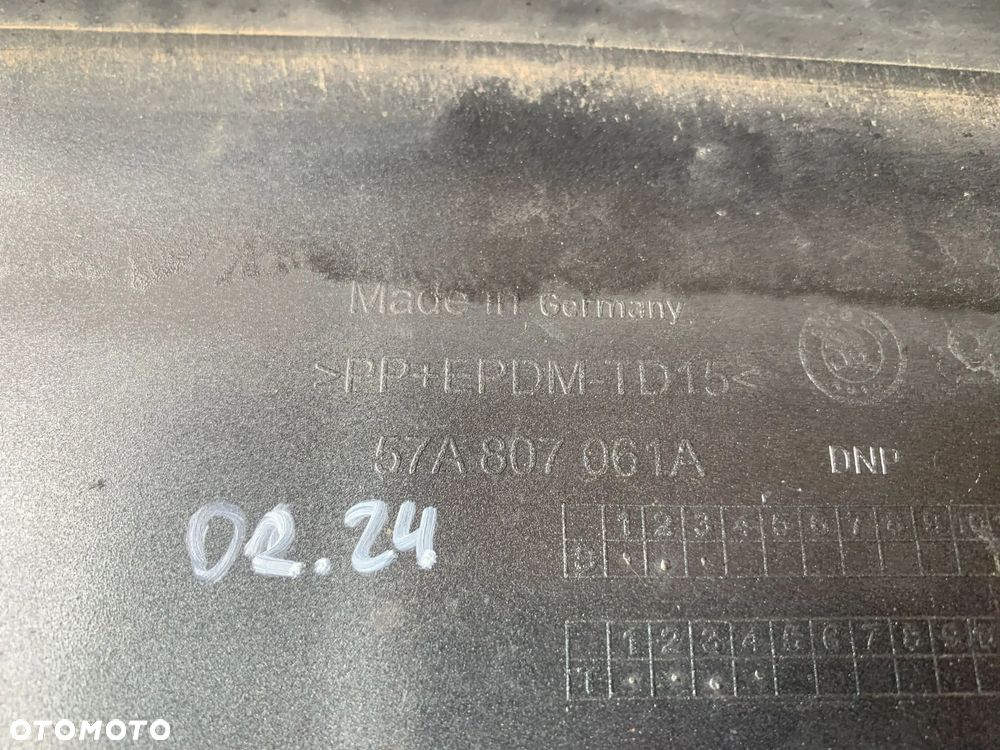 Made in Germany
>PP+EPDM-TD15<
57A 807 061A DNP
02.24
1 2 3 4 5 6 7 8 9 10
1 2 3 4 5 6 7 8 9
T
OTOMOTO